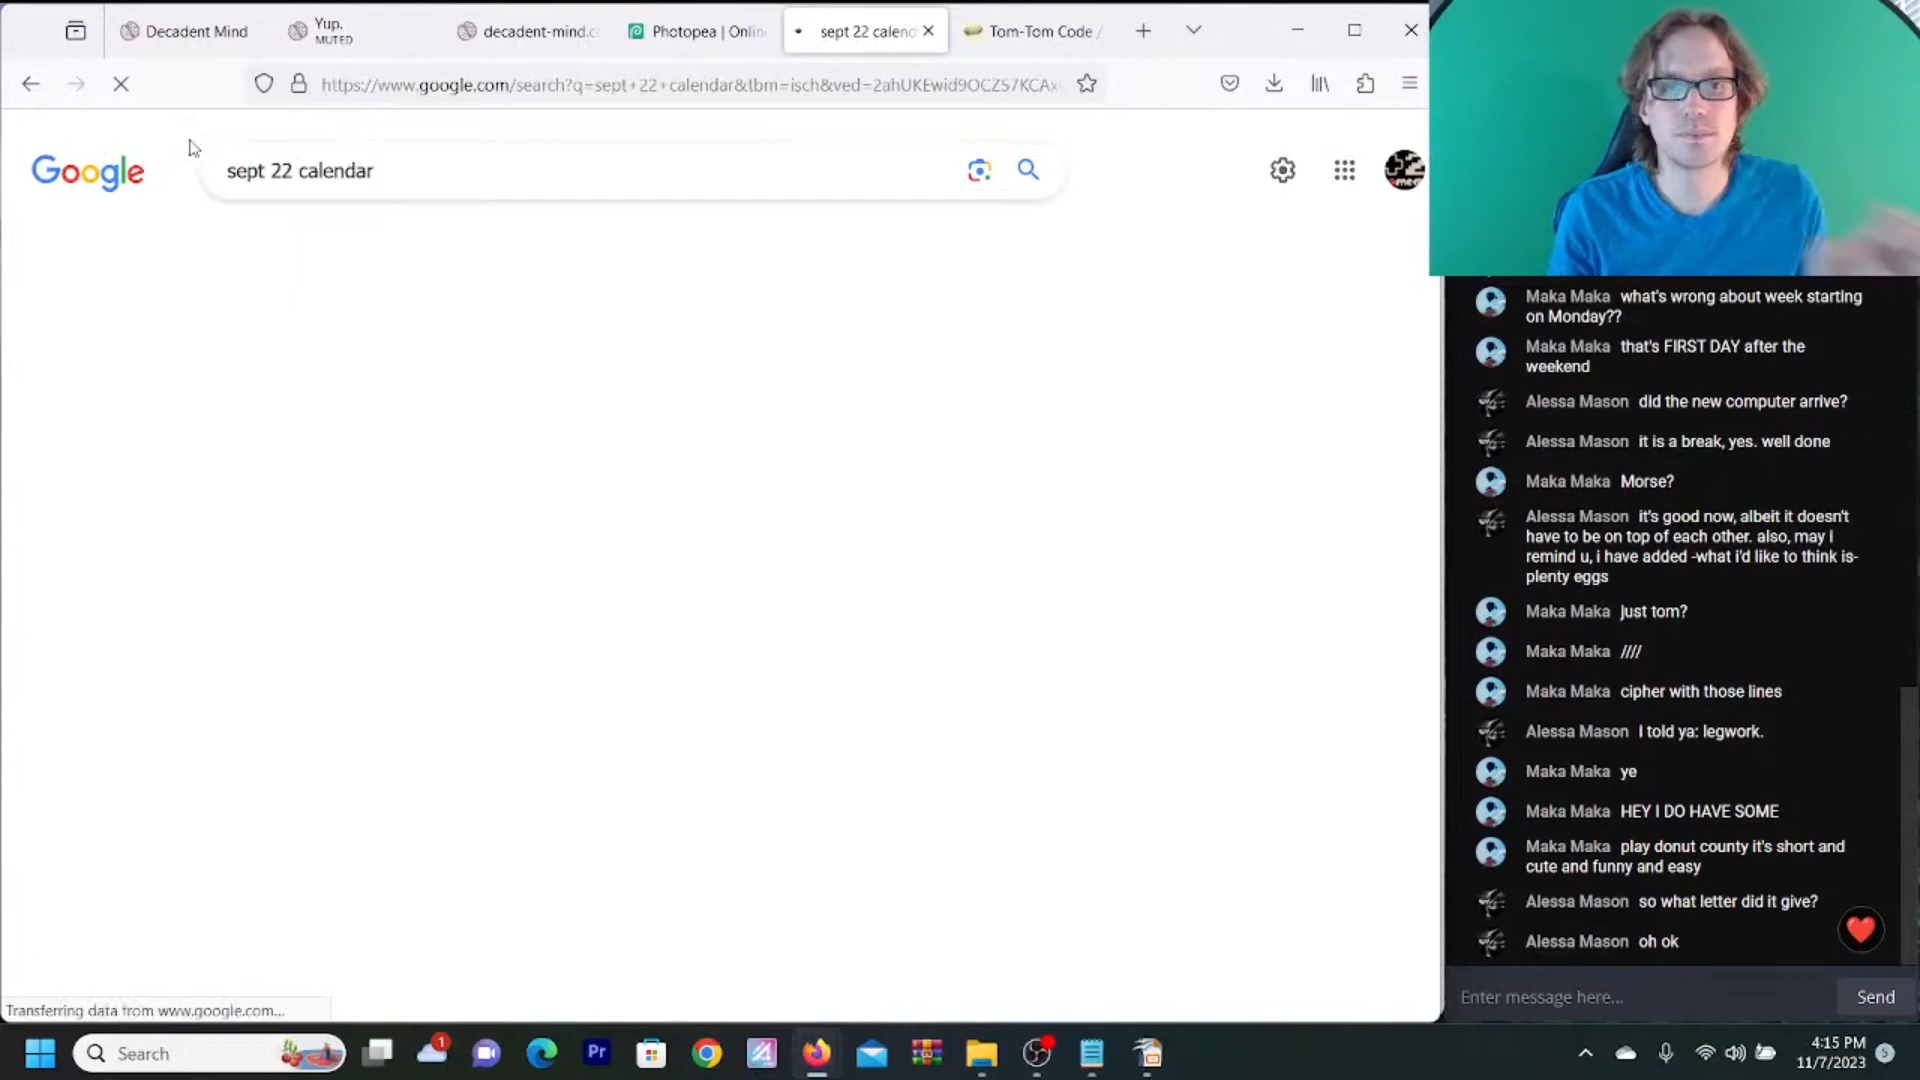 Decadent Mind
Yup.
MUTED
decadent-mind.c
Photopea | Onlin
sept 22 calend
Tom-Tom Code /
https://www.google.com/search?q=sept+22+calendar&tbm=isch&ved=2ahUKEwid9OCZ57KCAx
Google
sept 22 calendar
Maka Maka what's wrong about week starting
on Monday??
Maka Maka that's FIRST DAY after the
weekend
Alessa Mason did the new computer arrive?
Alessa Mason it is a break, yes. well done
Maka Maka Morse?
Alessa Mason it's good now, albeit it doesn't
have to be on top of each other. also, may I
remind u, i have added -what i'd like to think is-
plenty eggs
Maka Maka Just tom?
Maka Maka ////
Maka Maka cipher with those lines
Alessa Mason I told ya: legwork.
Maka Maka ye
Maka Maka HEY I DO HAVE SOME
Maka Maka play donut county it's short and
cute and funny and easy
Alessa Mason so what letter did it give?
Alessa Mason oh ok
Enter message here...
Send
Transferring data from www.google.com...
Search
1
Pr
4:15 PM
11/7/2023
5